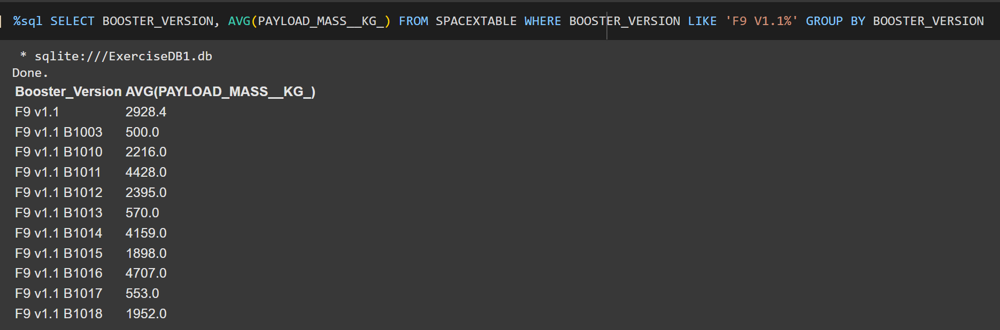 %sql SELECT BOOSTER_VERSION, AVG(PAYLOAD_MASS__KG_) FROM SPACEXTABLE WHERE BOOSTER_VERSION LIKE 'F9 V1.1%' GROUP BY BOOSTER_VERSION
* sqlite:///ExerciseDB1.db
Done.
Booster_Version AVG(PAYLOAD_MASS__KG_)
F9 v1.1 2928.4
F9 v1.1 B1003 500.0
F9 v1.1 B1010 2216.0
F9 v1.1 B1011 4428.0
F9 v1.1 B1012 2395.0
F9 v1.1 B1013 570.0
F9 v1.1 B1014 4159.0
F9 v1.1 B1015 1898.0
F9 v1.1 B1016 4707.0
F9 v1.1 B1017 553.0
F9 v1.1 B1018 1952.0